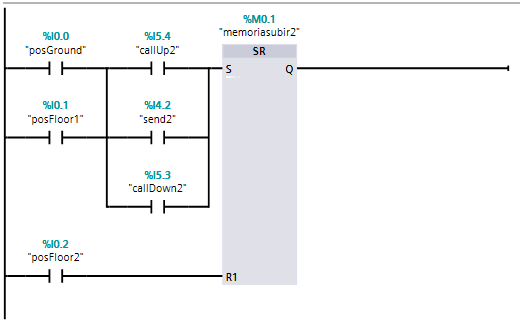 %M0.1
"memoriasubir2"
%I0.0
"posGround"
%I5.4
"callUp2"
SR
S
Q
%I0.1
"posFloor1"
%I4.2
"send2"
%I5.3
"callDown2"
%I0.2
"posFloor2"
R1